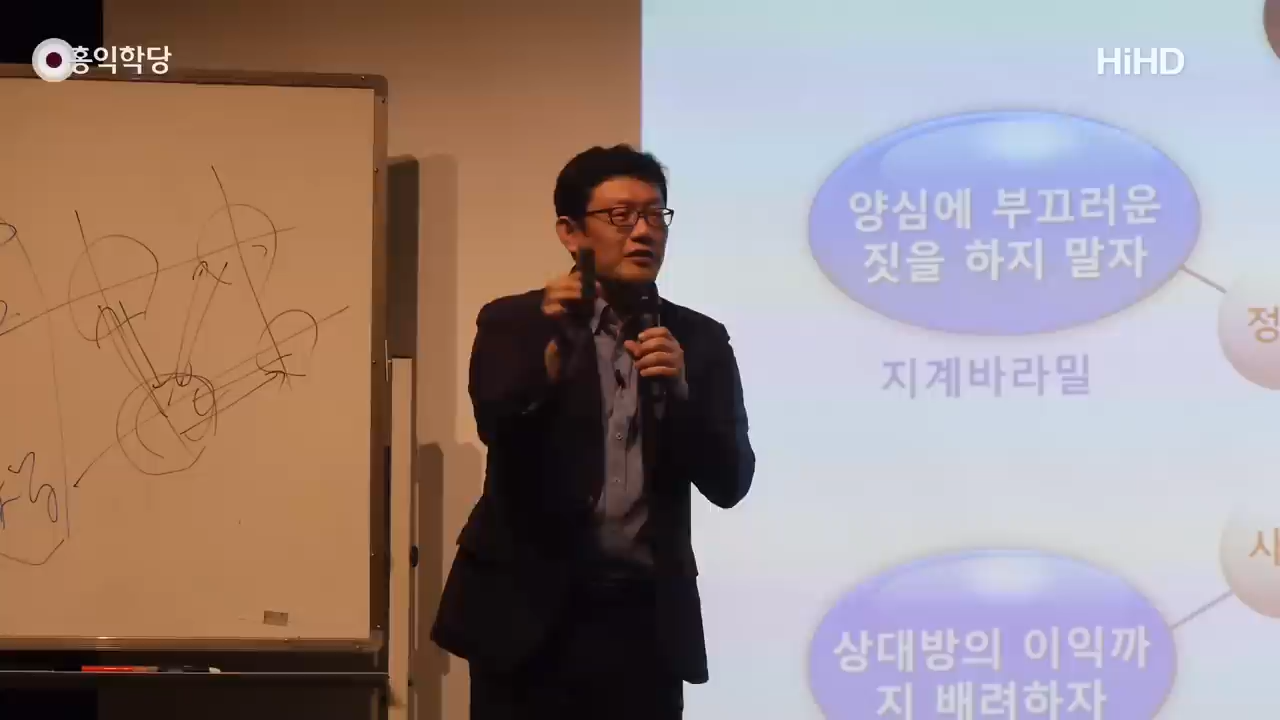 홍익학당
HiHD
양심에 부끄러운
짓을 하지 말자
정
지계바라밀
시
상대방의 이익까
지 배려하자